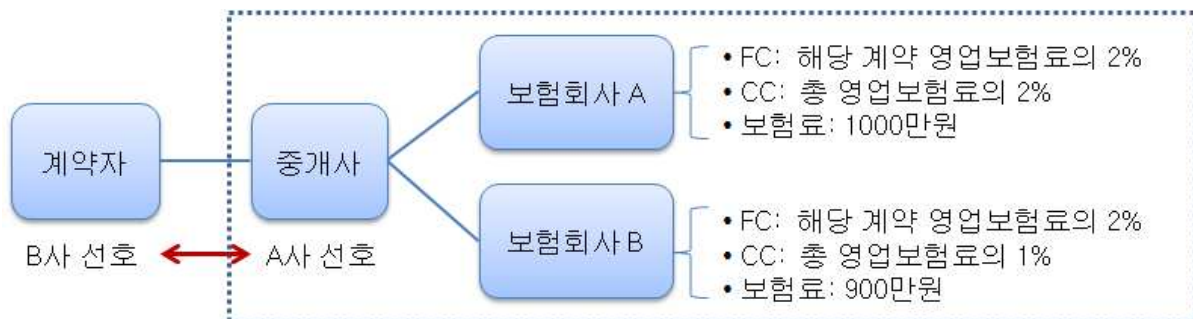 계약자
B사 선호
중개사
A사 선호
보험회사 A
• FC: 해당 계약 영업보험료의 2%
• CC: 총 영업보험료의 2%
• 보험료: 1000만원
보험회사 B
• FC: 해당 계약 영업보험료의 2%
• CC: 총 영업보험료의 1%
• 보험료: 900만원